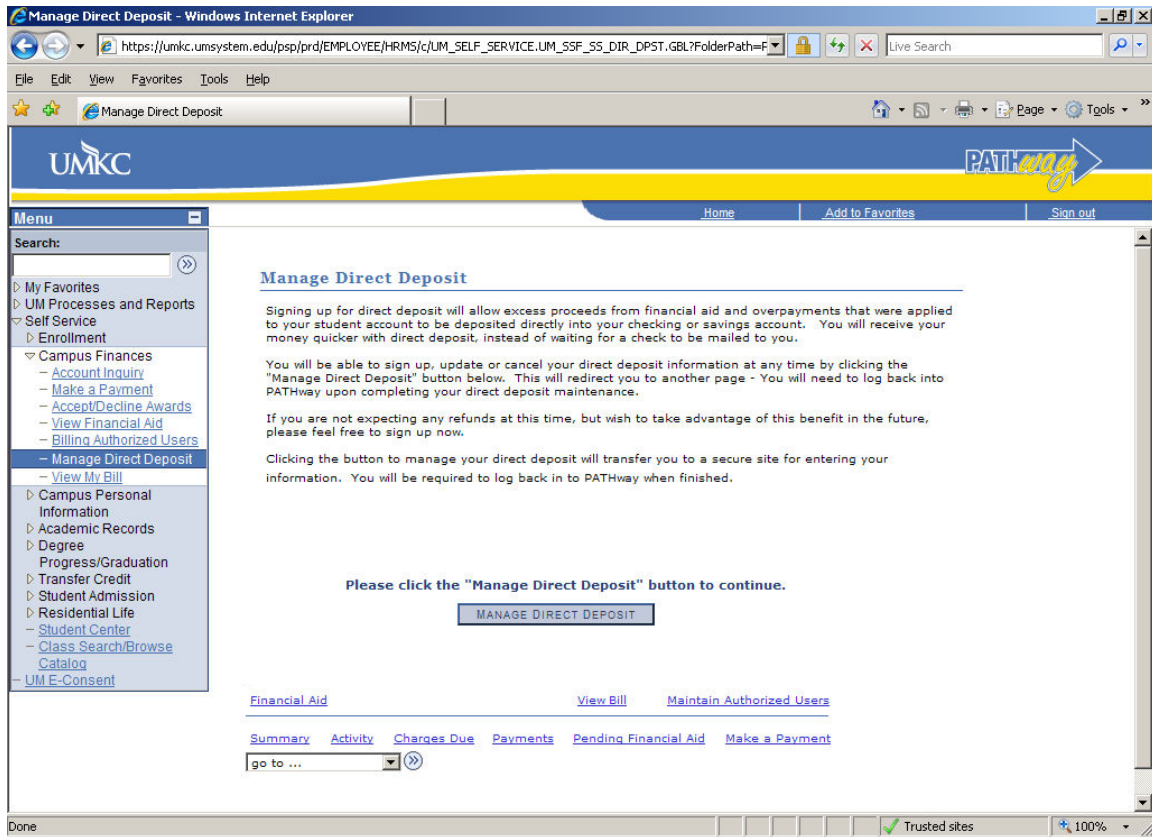 Manage Direct Deposit - Windows Internet Explorer
https://umkc.umsystem.edu/psp/prd/EMPLOYEE/HRMS/c/UM_SELF_SERVICE.UM_SSF_SS_DIR_DPST.GBL?FolderPath=F
Live Search
File Edit View Favorites Tools Help
Manage Direct Deposit
Page Tools
UMKC
PATHway
Menu
Home Add to Favorites Sign out
Search:
My Favorites
UM Processes and Reports
Self Service
Enrollment
Campus Finances
– Account Inquiry
– Make a Payment
– Accept/Decline Awards
– View Financial Aid
– Billing Authorized Users
– Manage Direct Deposit
– View My Bill
Campus Personal
Information
Academic Records
Degree
Progress/Graduation
Transfer Credit
Student Admission
Residential Life
– Student Center
– Class Search/Browse
Catalog
– UM E-Consent
Manage Direct Deposit
Signing up for direct deposit will allow excess proceeds from financial aid and overpayments that were applied
to your student account to be deposited directly into your checking or savings account. You will receive your
money quicker with direct deposit, instead of waiting for a check to be mailed to you.
You will be able to sign up, update or cancel your direct deposit information at any time by clicking the
"Manage Direct Deposit" button below. This will redirect you to another page - You will need to log back into
PATHway upon completing your direct deposit maintenance.
If you are not expecting any refunds at this time, but wish to take advantage of this benefit in the future,
please feel free to sign up now.
Clicking the button to manage your direct deposit will transfer you to a secure site for entering your
information. You will be required to log back in to PATHway when finished.
Please click the "Manage Direct Deposit" button to continue.
MANAGE DIRECT DEPOSIT
Financial Aid View Bill Maintain Authorized Users
Summary Activity Charges Due Payments Pending Financial Aid Make a Payment
go to ...
Done Trusted sites 100%